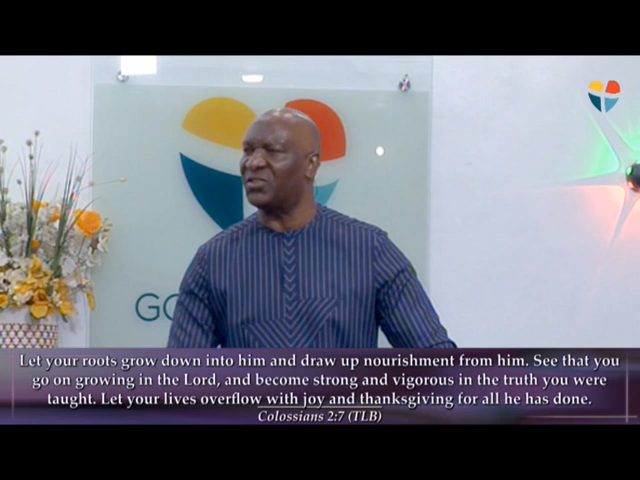 GO
Let your roots grow down into him and draw up nourishment from him. See that you
go on growing in the Lord, and become strong and vigorous in the truth you were
taught. Let your lives overflow with joy and thanksgiving for all he has done.
Colossians 2:7 (TLB)